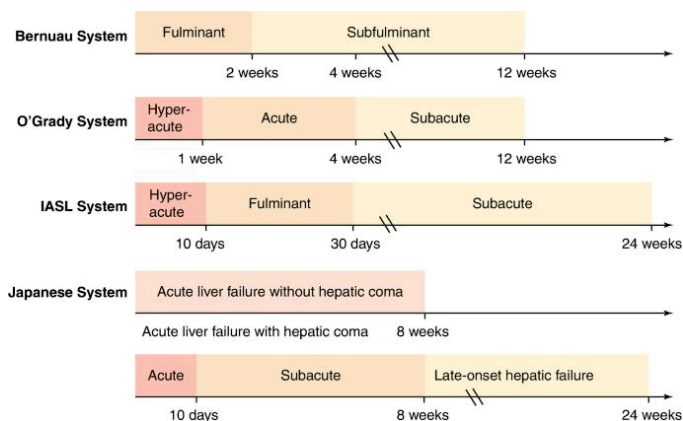 Bernuau System
Fulminant
Subfulminant
2 weeks
4 weeks
12 weeks
O'Grady System
Hyper-
acute
Acute
Subacute
1 week
4 weeks
12 weeks
IASL System
Hyper-
acute
Fulminant
Subacute
10 days
30 days
24 weeks
Japanese System
Acute liver failure without hepatic coma
Acute liver failure with hepatic coma
8 weeks
Acute
Subacute
Late-onset hepatic failure
10 days
8 weeks
24 weeks